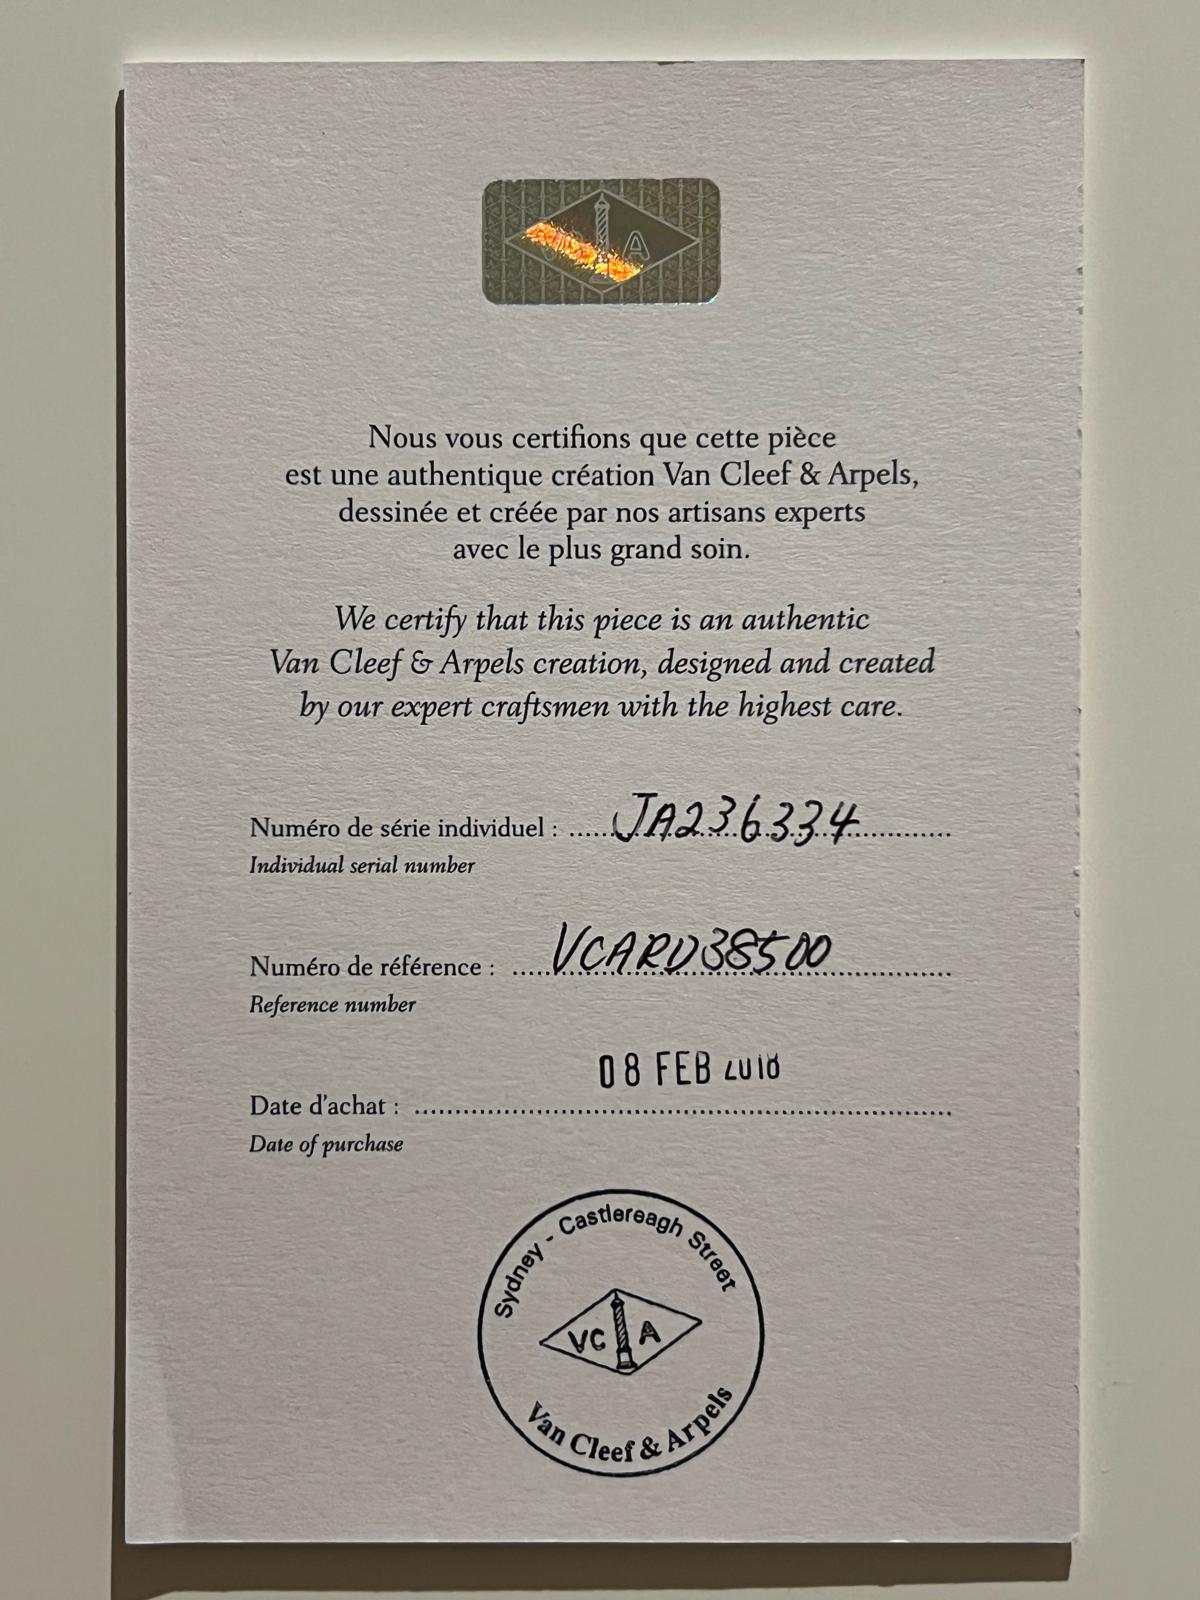 A
Nous vous certifions que cette pièce
est une authentique création Van Cleef & Arpels,
dessinée et créée par nos artisans experts
avec le plus grand soin.
We certify that this piece is an authentic
Van Cleef & Arpels creation, designed and created
by our expert craftsmen with the highest care.
Numéro de série individuel : JA236334
Individual serial number
Numéro de référence : VCARD38500
Reference number
08 FEB 2018
Date d'achat :
Date of purchase
Sydney - Castlereagh Street
VC A
Van Cleef & Arpels